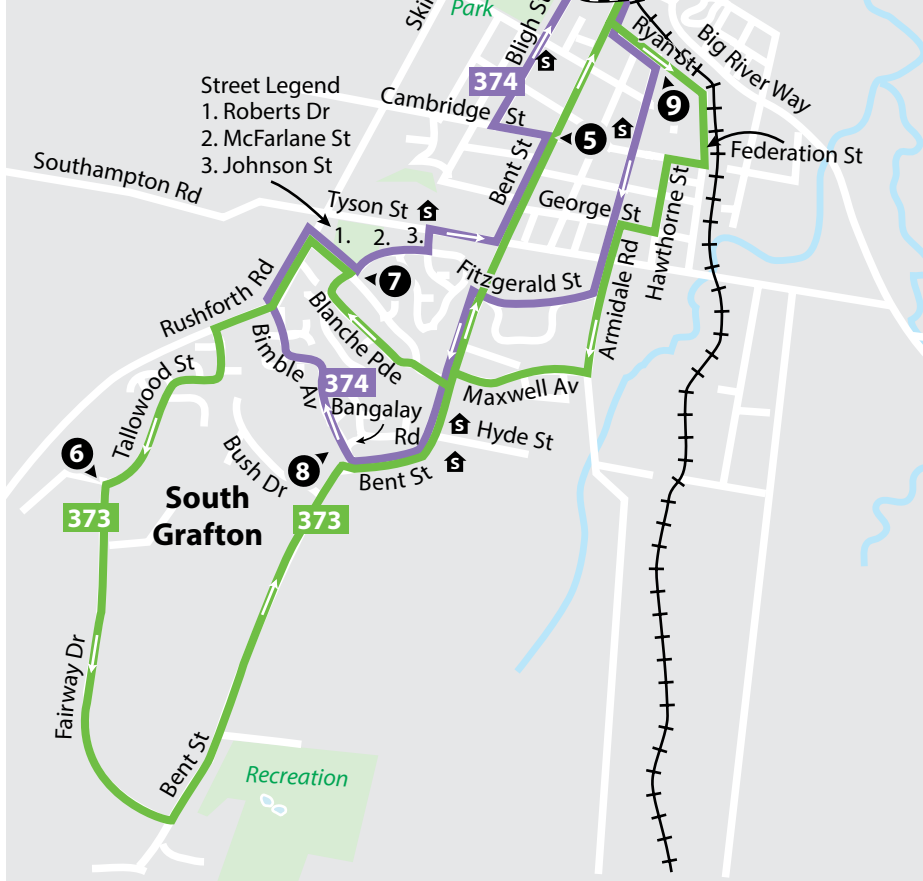 Park
Skin
Bligh St
Ryan St
Big River Way
Street Legend
1. Roberts Dr
2. McFarlane St
3. Johnson St
374
S
Cambridge St
9
5
S
Bent St
Federation St
Southampton Rd
Tyson St
S
George St
Hawthorne St
1.
2.
3.
Rushforth Rd
7
Fitzgerald St
Armidale Rd
Blanche Pde
Bimble Av
374
Maxwell Av
Tallowood St
Bangalay
Rd
S
Hyde St
6
Bush Dr
8
S
Bent St
South
Grafton
373
373
Fairway Dr
Bent St
Recreation